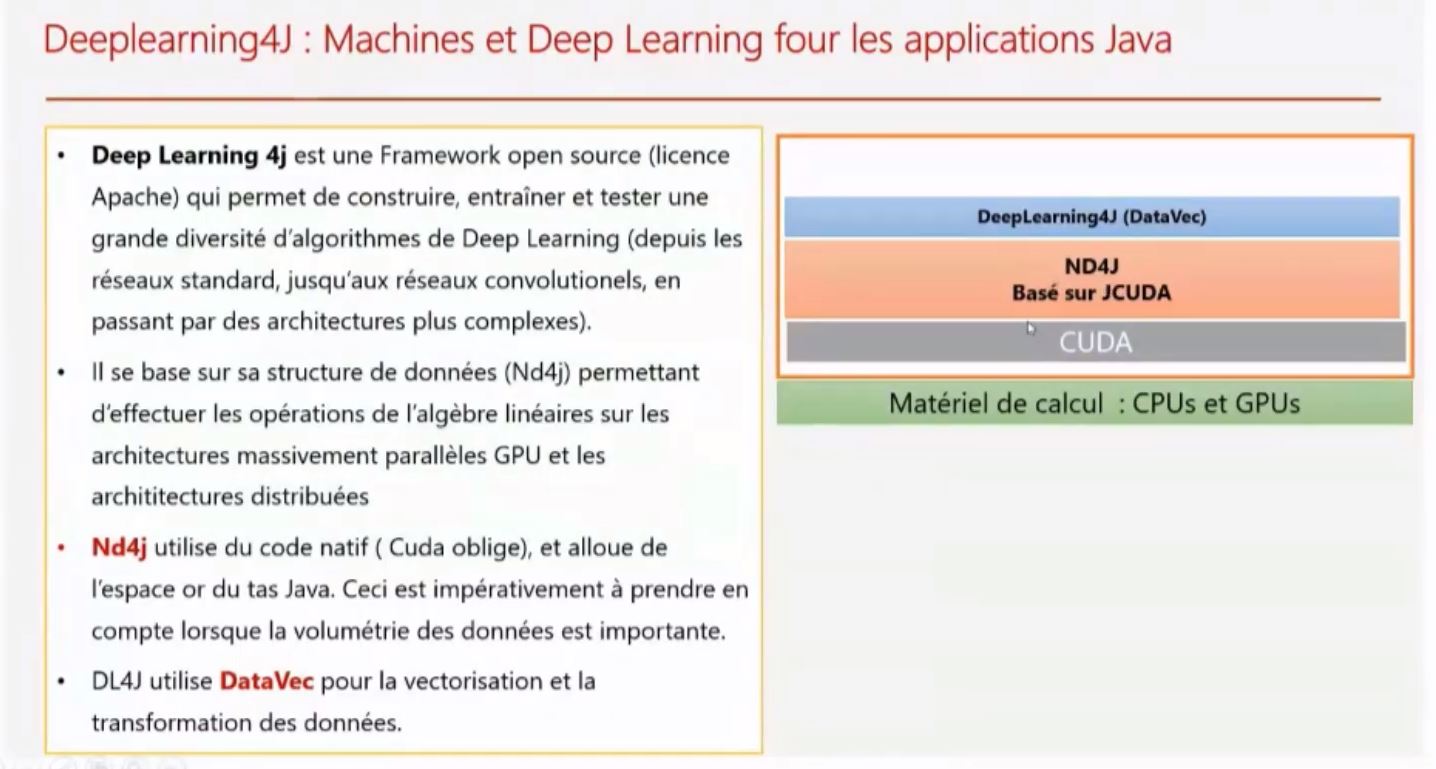 Deeplearning4J : Machines et Deep Learning four les applications Java
• Deep Learning 4j est une Framework open source (licence
Apache) qui permet de construire, entraîner et tester une
grande diversité d'algorithmes de Deep Learning (depuis les
réseaux standard, jusqu'aux réseaux convolutionels, en
passant par des architectures plus complexes).
• Il se base sur sa structure de données (Nd4j) permettant
d'effectuer les opérations de l'algèbre linéaires sur les
architectures massivement parallèles GPU et les
archititectures distribuées
• Nd4j utilise du code natif ( Cuda oblige), et alloue de
l'espace or du tas Java. Ceci est impérativement à prendre en
compte lorsque la volumétrie des données est importante.
• DL4J utilise DataVec pour la vectorisation et la
transformation des données.
DeepLearning4J (DataVec)
ND4J
Basé sur JCUDA
CUDA
Matériel de calcul : CPUs et GPUs